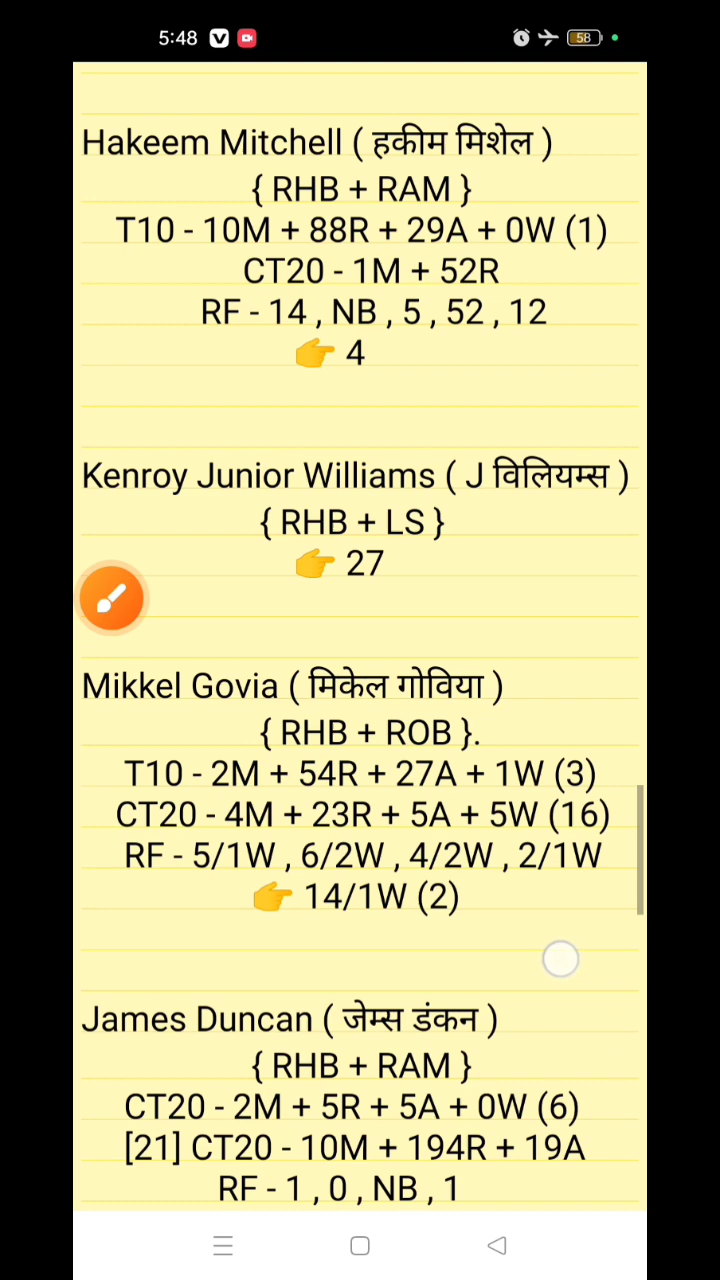 5:48
58
Hakeem Mitchell ( हकीम मिशेल )
{ RHB + RAM }
T10 - 10M + 88R + 29A + 0W (1)
CT20 - 1M + 52R
RF - 14 , NB , 5 , 52 , 12
👉 4
Kenroy Junior Williams ( J विलियम्स )
{ RHB + LS }
👉 27
Mikkel Govia ( मिकेल गोविया )
{ RHB + ROB }.
T10 - 2M + 54R + 27A + 1W (3)
CT20 - 4M + 23R + 5A + 5W (16)
RF - 5/1W , 6/2W , 4/2W , 2/1W
👉 14/1W (2)
James Duncan ( जेम्स डंकन )
{ RHB + RAM }
CT20 - 2M + 5R + 5A + 0W (6)
[21] CT20 - 10M + 194R + 19A
RF - 1 , 0 , NB , 1